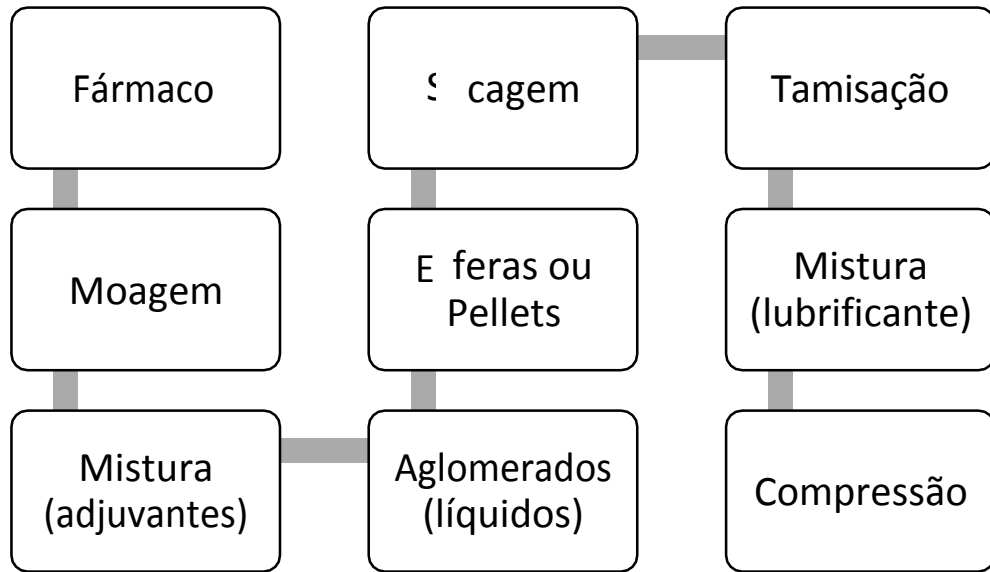 Fármaco
Moagem
Mistura
(adjuvantes)
Aglomerados
(líquidos)
E feras ou
Pellets
S cagem
Tamisação
Mistura
(lubrificante)
Compressão